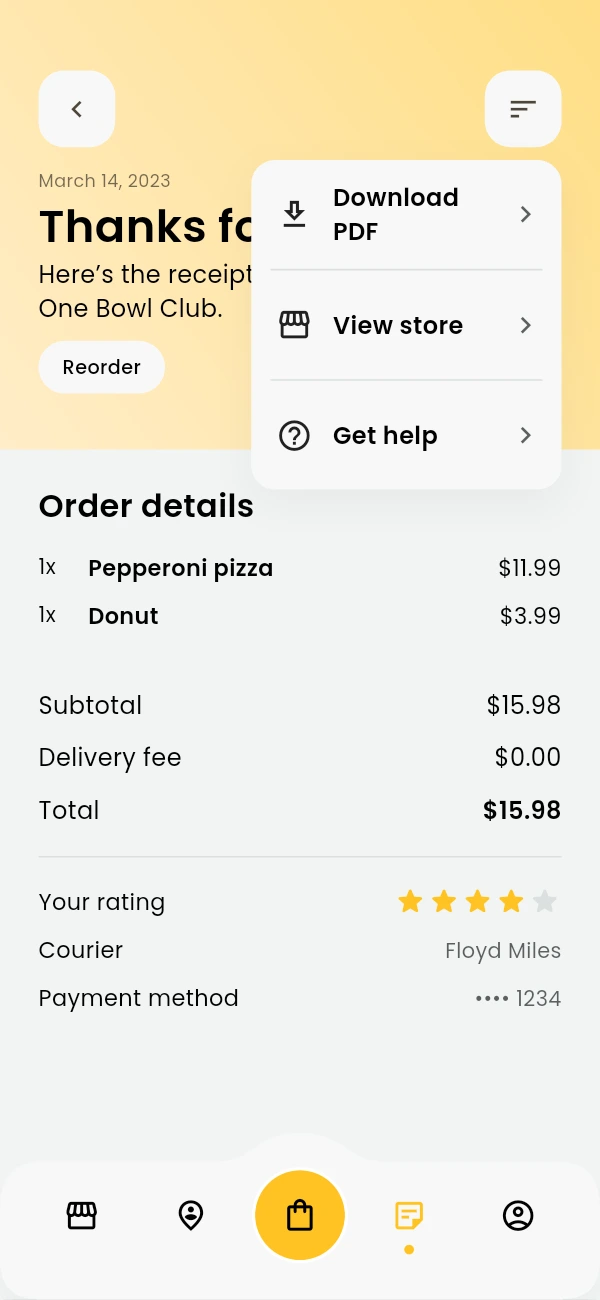 March 14, 2023
Thanks
Here’s the receipt
One Bowl Club.
Reorder
Download
PDF
View store
Get help
Order details
1x Pepperoni pizza $11.99
1x Donut $3.99
Subtotal $15.98
Delivery fee $0.00
Total $15.98
Your rating
Courier Floyd Miles
Payment method •••• 1234